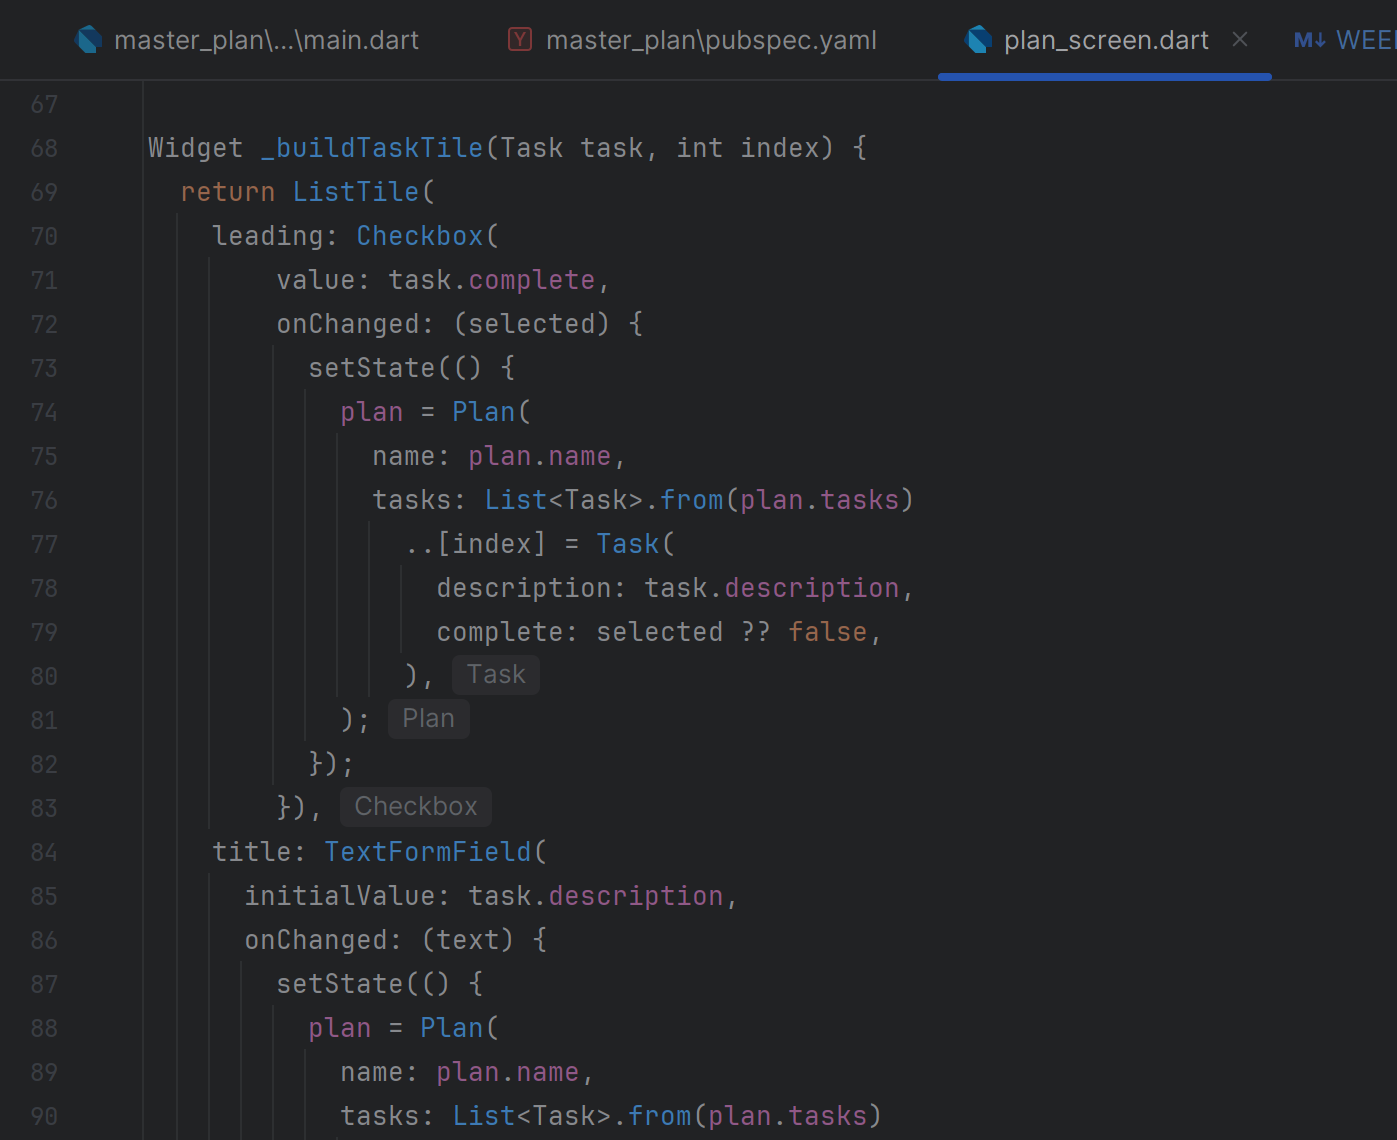 master_plan\...\main.dart master_plan\pubspec.yaml plan_screen.dart M↓ WEE
67
68 Widget _buildTaskTile(Task task, int index) {
69 return ListTile(
70 leading: Checkbox(
71 value: task.complete,
72 onChanged: (selected) {
73 setState(() {
74 plan = Plan(
75 name: plan.name,
76 tasks: List<Task>.from(plan.tasks)
77 ..[index] = Task(
78 description: task.description,
79 complete: selected ?? false,
80 ), Task
81 ); Plan
82 });
83 }), Checkbox
84 title: TextFormField(
85 initialValue: task.description,
86 onChanged: (text) {
87 setState(() {
88 plan = Plan(
89 name: plan.name,
90 tasks: List<Task>.from(plan.tasks)